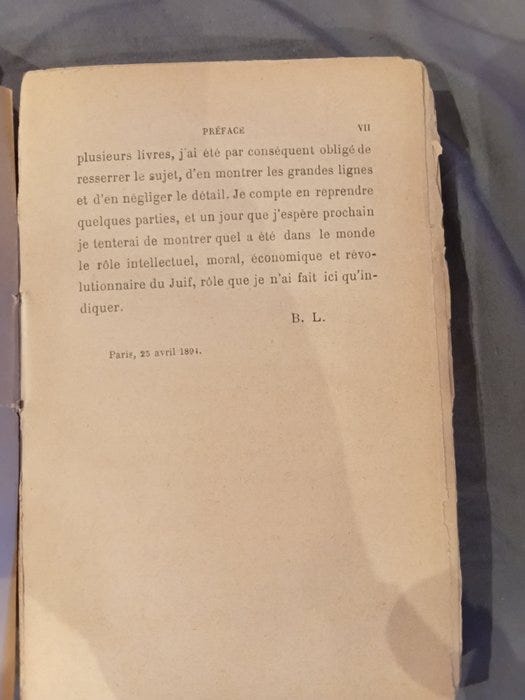 PRÉFACE VII
plusieurs livres, j'ai été par conséquent obligé de
resserrer le sujet, d'en montrer les grandes lignes
et d'en négliger le détail. Je compte en reprendre
quelques parties, et un jour que j'espère prochain
je tenterai de montrer quel a été dans le monde
le rôle intellectuel, moral, économique et révo-
lutionnaire du Juif, rôle que je n'ai fait ici qu'in-
diquer.
B. L.
Paris, 25 avril 1894.